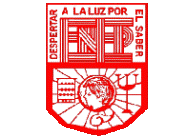 DESPERTAR A LA LUZ POR EL SABER
ENP